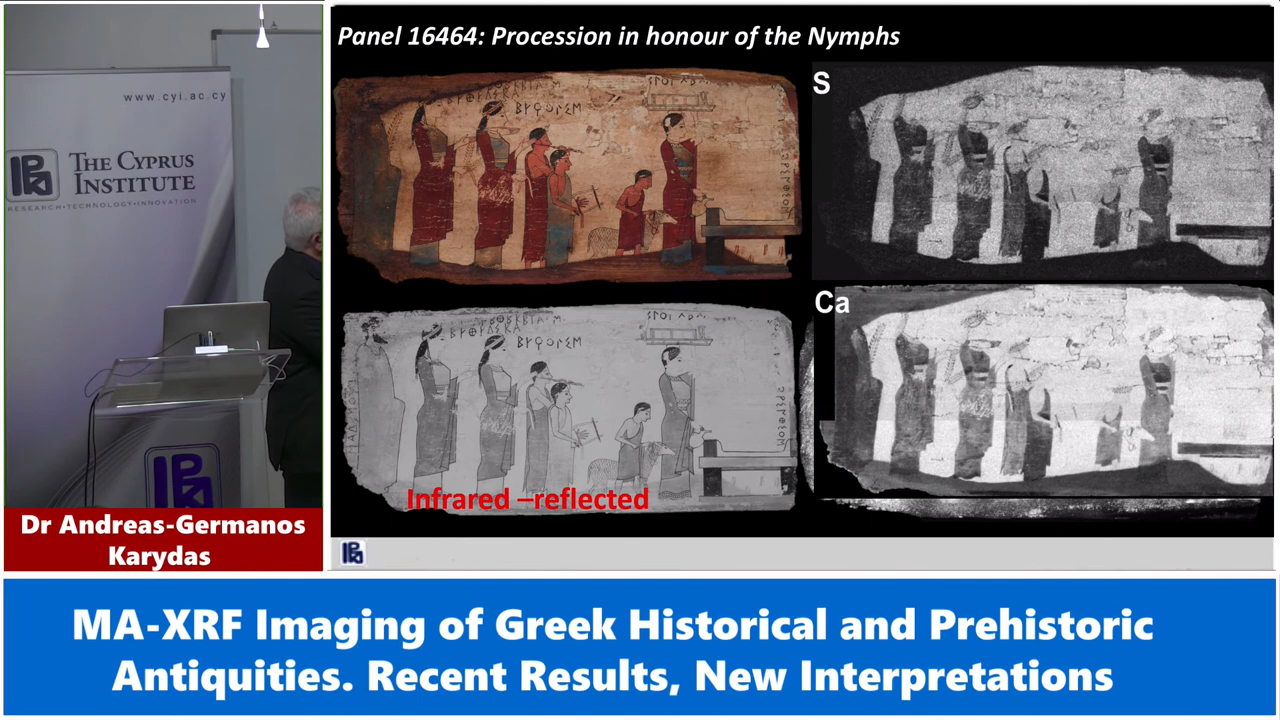 Panel 16464: Procession in honour of the Nymphs
www.cyi.ac.cy
THE CYPRUS
INSTITUTE
RESEARCH•TECHNOLOGY•INNOVATION
S
Ca
Infrared –reflected
Dr Andreas-Germanos
Karydas
MA-XRF Imaging of Greek Historical and Prehistoric
Antiquities. Recent Results, New Interpretations